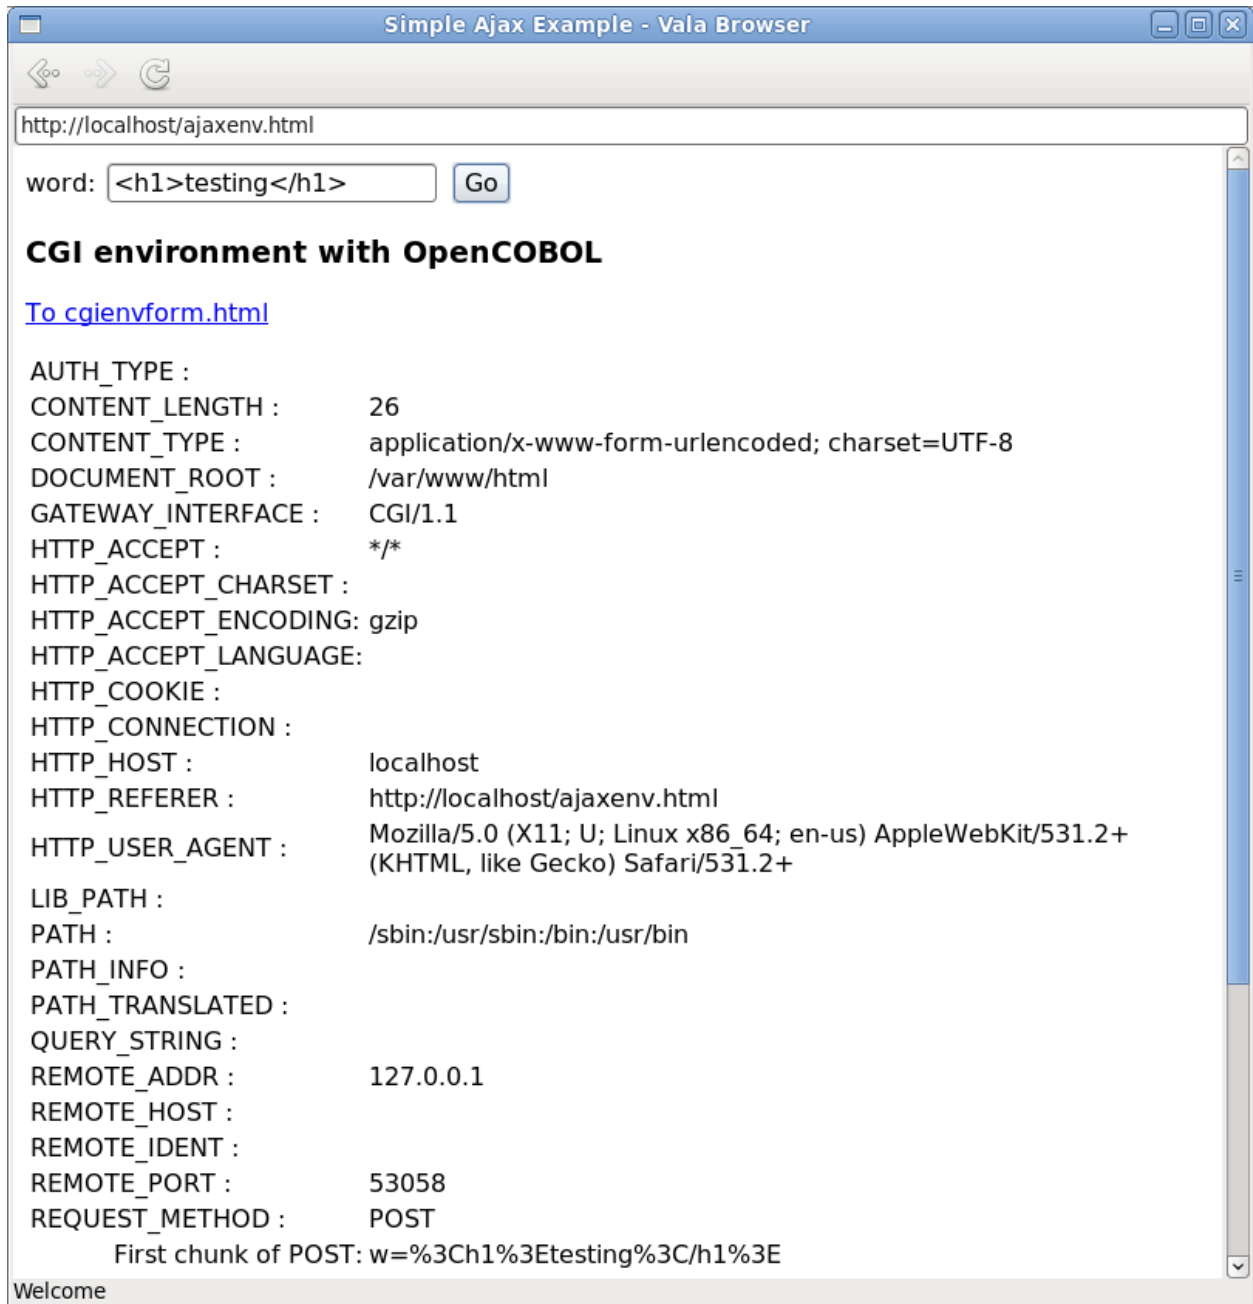 Simple Ajax Example - Vala Browser
http://localhost/ajaxenv.html
word: <h1>testing</h1> Go
CGI environment with OpenCOBOL
To cgienvform.html
AUTH_TYPE :
CONTENT_LENGTH : 26
CONTENT_TYPE : application/x-www-form-urlencoded; charset=UTF-8
DOCUMENT_ROOT : /var/www/html
GATEWAY_INTERFACE : CGI/1.1
HTTP_ACCEPT : */*
HTTP_ACCEPT_CHARSET :
HTTP_ACCEPT_ENCODING: gzip
HTTP_ACCEPT_LANGUAGE:
HTTP_COOKIE :
HTTP_CONNECTION :
HTTP_HOST : localhost
HTTP_REFERER : http://localhost/ajaxenv.html
HTTP_USER_AGENT : Mozilla/5.0 (X11; U; Linux x86_64; en-us) AppleWebKit/531.2+
(KHTML, like Gecko) Safari/531.2+
LIB_PATH :
PATH : /sbin:/usr/sbin:/bin:/usr/bin
PATH_INFO :
PATH_TRANSLATED :
QUERY_STRING :
REMOTE_ADDR : 127.0.0.1
REMOTE_HOST :
REMOTE_IDENT :
REMOTE_PORT : 53058
REQUEST_METHOD : POST
First chunk of POST: w=%3Ch1%3Etesting%3C/h1%3E
Welcome